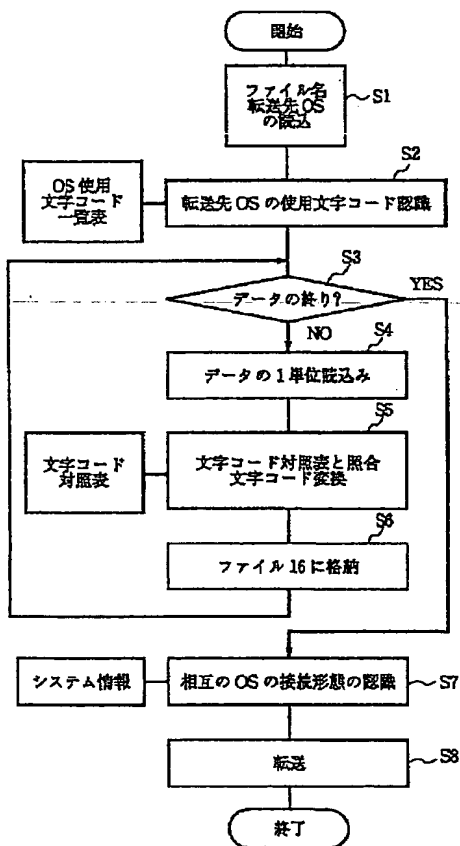 開始
ファイル名
転送先OS
の読込
S1
S2
OS使用
文字コード
一覧表
転送先OSの使用文字コード認識
S3
データの終り?
YES
NO
S4
データの1単位読込み
S5
文字コード
対照表
文字コード対照表と照合
文字コード変換
S6
ファイル16に格納
システム情報
相互のOSの接続形態の認識
S7
転送
S8
終了